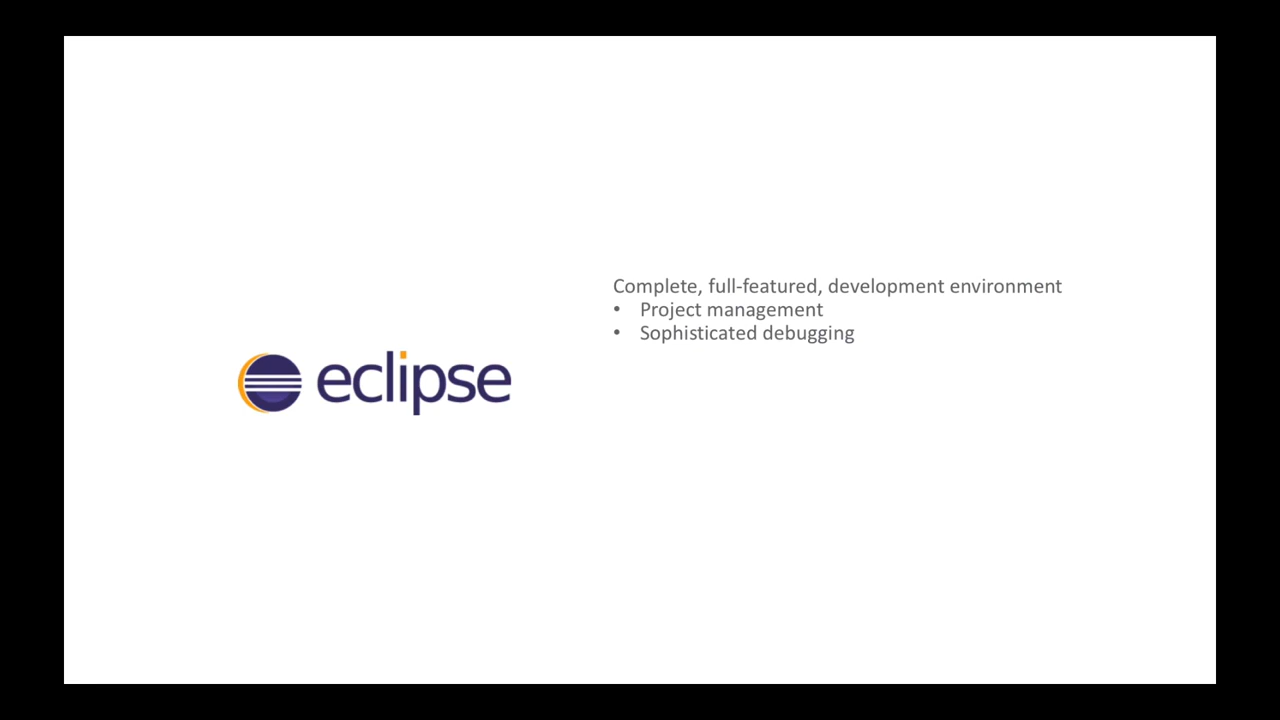 Complete, full-featured, development environment
• Project management
• Sophisticated debugging
eclipse